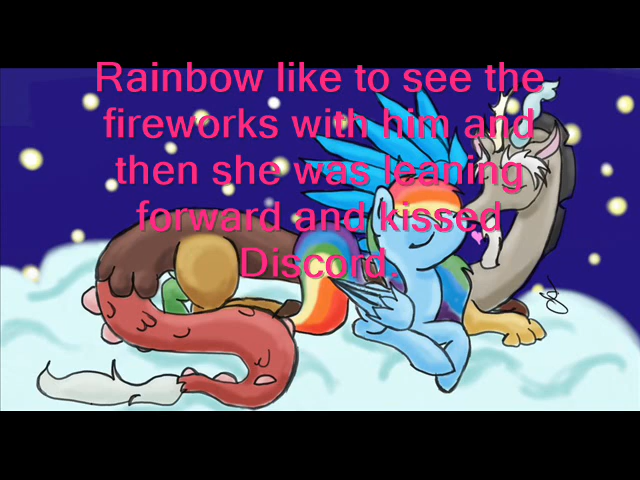 Rainbow like to see the
fireworks with him and
then she was leaning
forward and kissed
Discord.